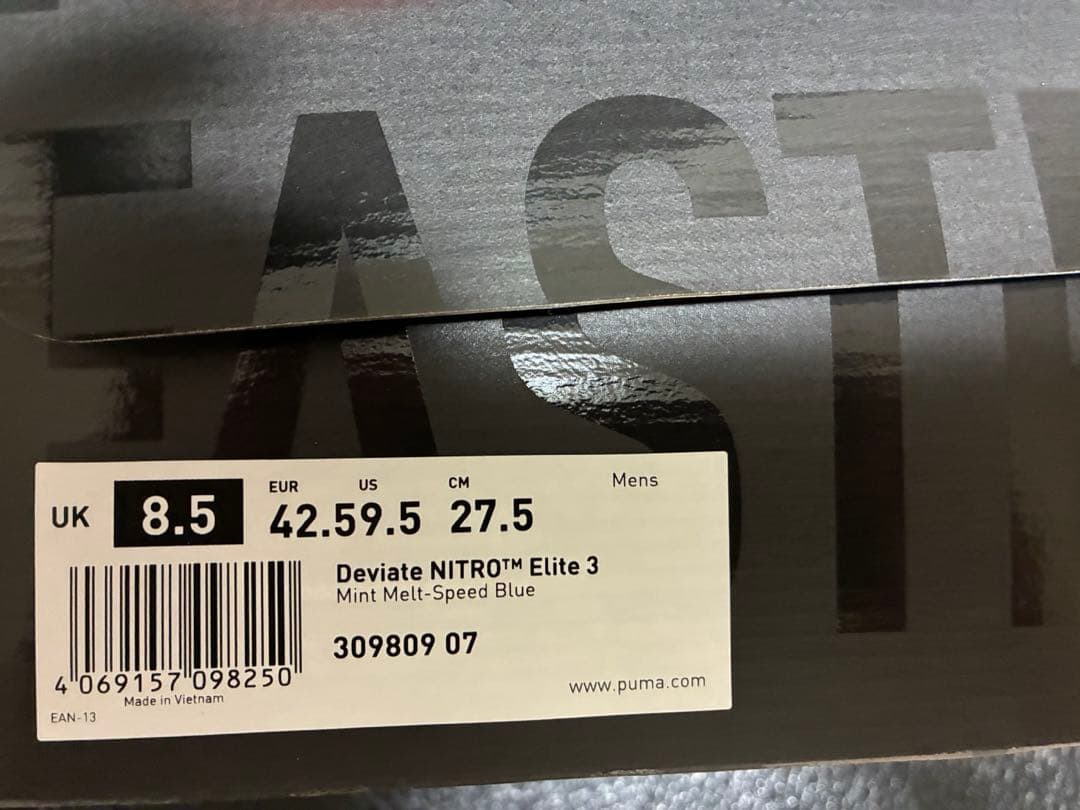 FAST
UK 8.5 EUR 42.5 US 9.5 CM 27.5 Mens
Deviate NITRO™ Elite 3
Mint Melt-Speed Blue
309809 07
4 069157 098250
Made in Vietnam
EAN-13
www.puma.com